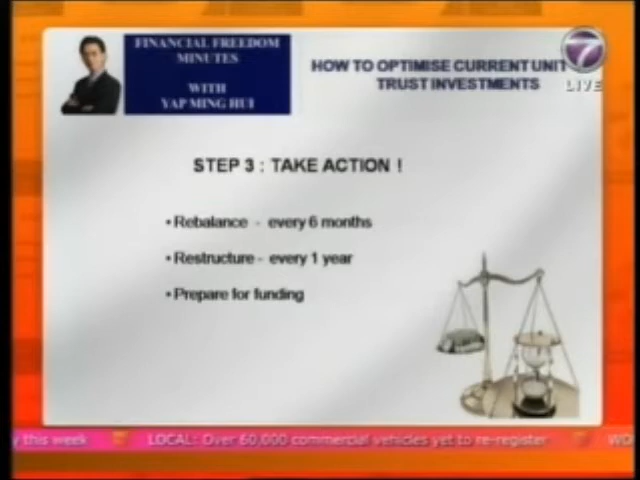 FINANCIAL FREEDOM
MINUTES
WITH
YAP MING HUI
HOW TO OPTIMISE CURRENT UNIT
TRUST INVESTMENTS
7
LIVE
STEP 3 : TAKE ACTION !
• Rebalance - every 6 months
• Restructure - every 1 year
• Prepare for funding
this week
LOCAL: Over 60,000 commercial vehicles yet to re-register